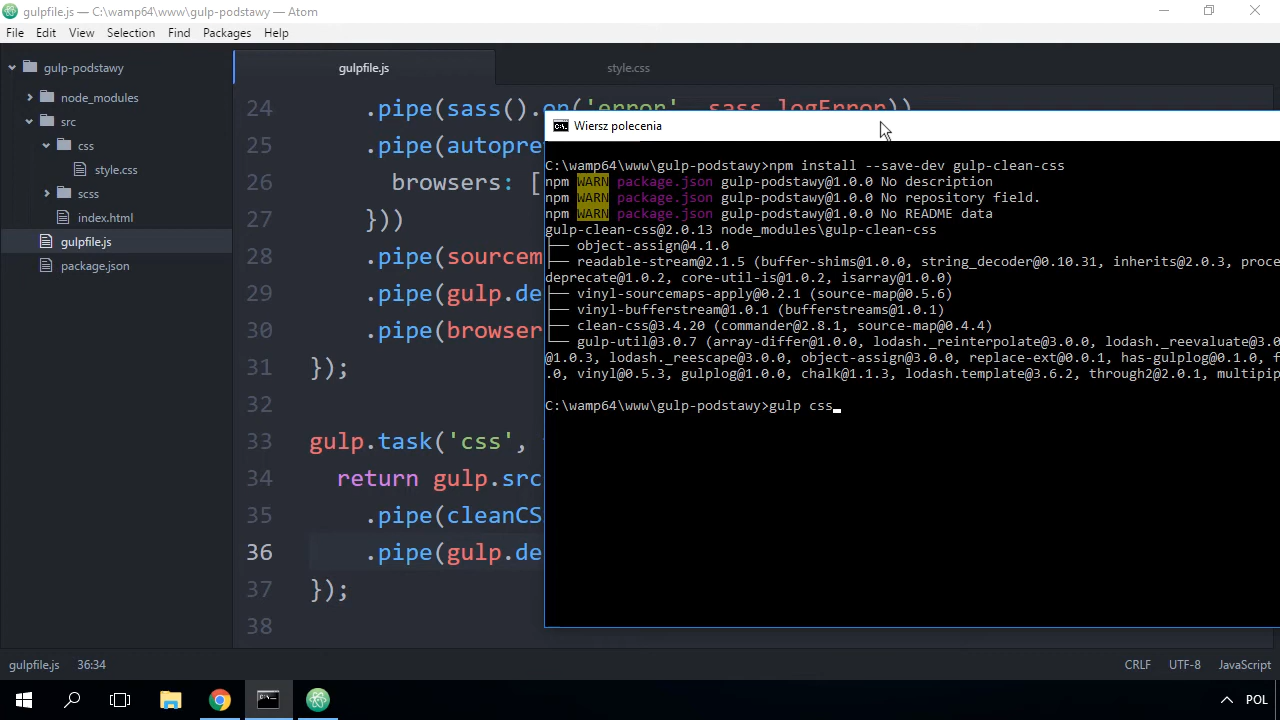 gulpfile.js — C:\wamp64\www\gulp-podstawy — Atom
File Edit View Selection Find Packages Help
gulp-podstawy
node_modules
src
css
style.css
scss
index.html
gulpfile.js
package.json
gulpfile.js style.css
24 .pipe(sass().on('error', sass.logError))
25 .pipe(autopre
26 browsers: [
27 }))
28 .pipe(sourcem
29 .pipe(gulp.de
30 .pipe(browser
31 });
32
33 gulp.task('css',
34 return gulp.src
35 .pipe(cleanCS
36 .pipe(gulp.de
37 });
38
Wiersz polecenia
C:\wamp64\www\gulp-podstawy>npm install --save-dev gulp-clean-css
npm WARN package.json gulp-podstawy@1.0.0 No description
npm WARN package.json gulp-podstawy@1.0.0 No repository field.
npm WARN package.json gulp-podstawy@1.0.0 No README data
gulp-clean-css@2.0.13 node_modules\gulp-clean-css
├── object-assign@4.1.0
├── readable-stream@2.1.5 (buffer-shims@1.0.0, string_decoder@0.10.31, inherits@2.0.3, proce
deprecate@1.0.2, core-util-is@1.0.2, isarray@1.0.0)
├── vinyl-sourcemaps-apply@0.2.1 (source-map@0.5.6)
├── vinyl-bufferstream@1.0.1 (bufferstreams@1.0.1)
├── clean-css@3.4.20 (commander@2.8.1, source-map@0.4.4)
└── gulp-util@3.0.7 (array-differ@1.0.0, lodash._reinterpolate@3.0.0, lodash._reevaluate@3.0
@1.0.3, lodash._reescape@3.0.0, object-assign@3.0.0, replace-ext@0.0.1, has-gulplog@0.1.0, f
.0, vinyl@0.5.3, gulplog@1.0.0, chalk@1.1.3, lodash.template@3.6.2, through2@2.0.1, multipip
C:\wamp64\www\gulp-podstawy>gulp css
gulpfile.js 36:34 CRLF UTF-8 JavaScript
POL